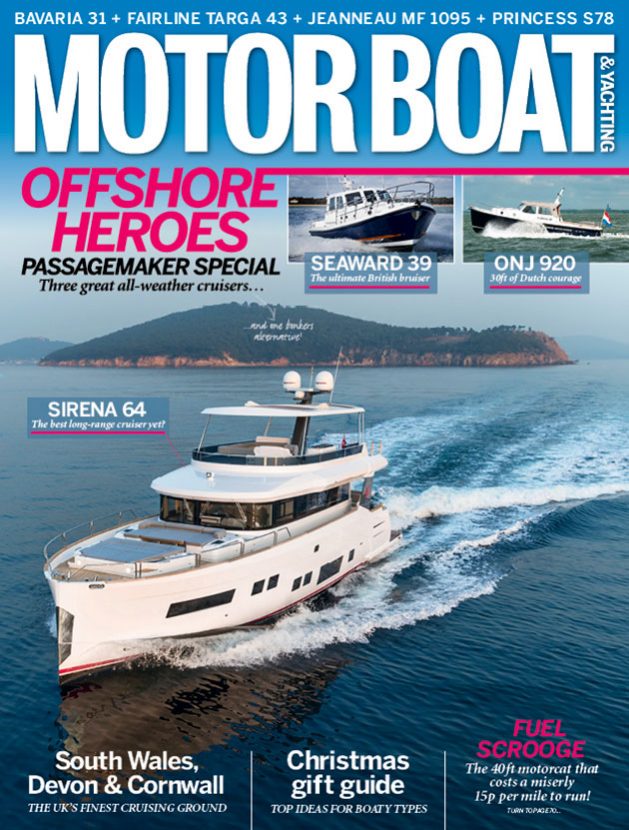 BAVARIA 31 + FAIRLINE TARGA 43 + JEANNEAU MF 1095 + PRINCESS S78
MOTOR BOAT
& YACHTING
OFFSHORE
HEROES
PASSAGEMAKER SPECIAL
Three great all-weather cruisers…
...and one bonkers
alternative!
SEAWARD 39
The ultimate British bruiser
ONJ 920
30ft of Dutch courage
SIRENA 64
The best long-range cruiser yet?
South Wales,
Devon & Cornwall
THE UK'S FINEST CRUISING GROUND
Christmas
gift guide
TOP IDEAS FOR BOATY TYPES
FUEL
SCROOGE
The 40ft motorcat that
costs a miserly
15p per mile to run!
TURN TO PAGE 70...